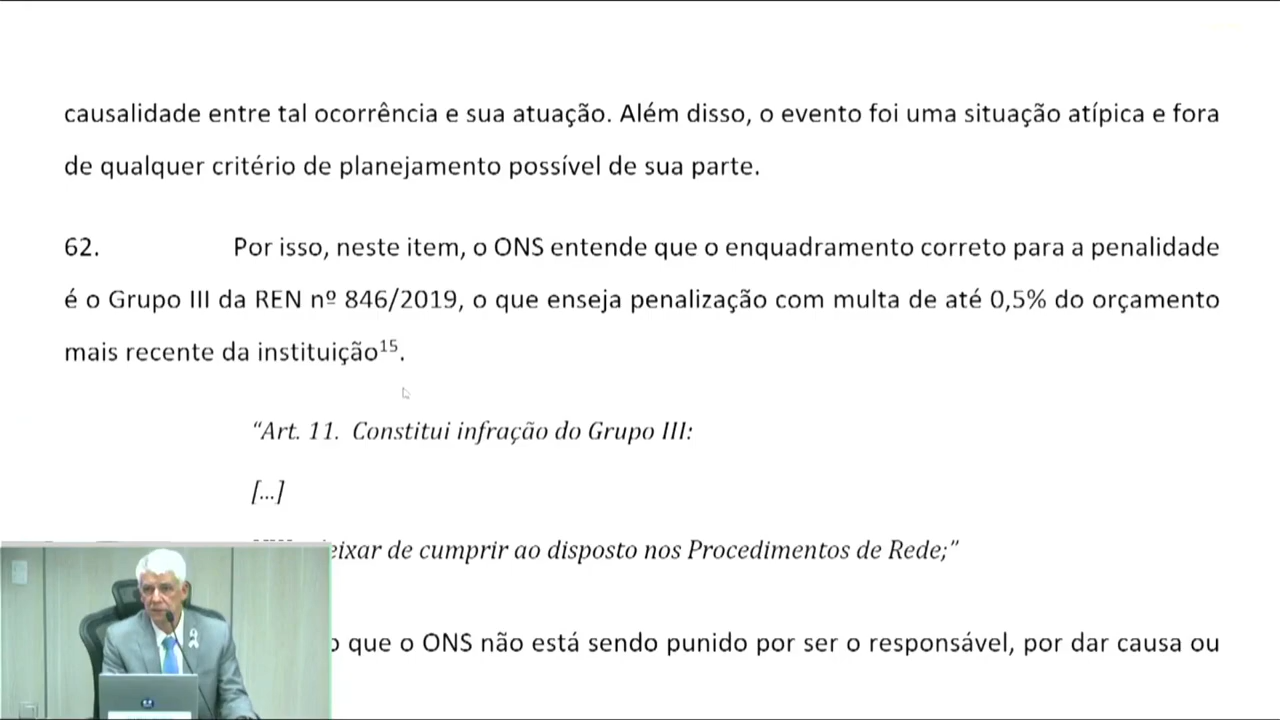 causalidade entre tal ocorrência e sua atuação. Além disso, o evento foi uma situação atípica e fora
de qualquer critério de planejamento possível de sua parte.
62. Por isso, neste item, o ONS entende que o enquadramento correto para a penalidade
é o Grupo III da REN nº 846/2019, o que enseja penalização com multa de até 0,5% do orçamento
mais recente da instituição¹⁵.
“Art. 11. Constitui infração do Grupo III:
[...]
eixar de cumprir ao disposto nos Procedimentos de Rede;”
o que o ONS não está sendo punido por ser o responsável, por dar causa ou